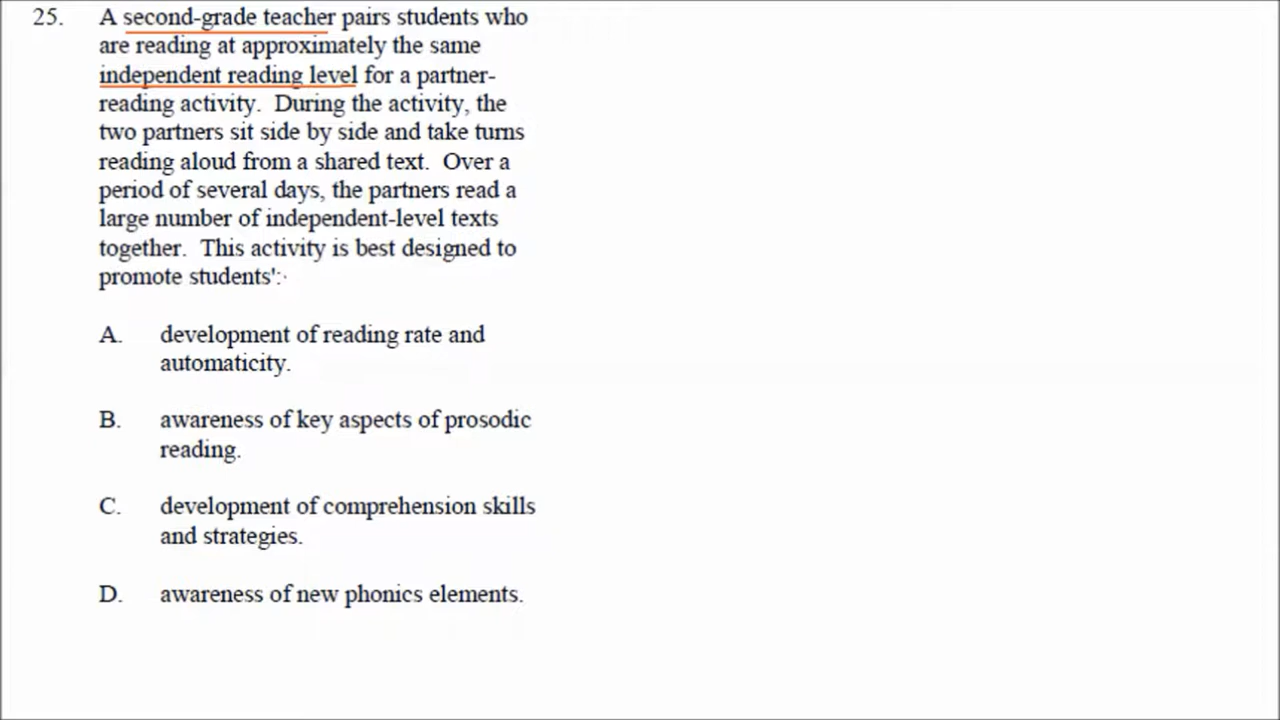 25. A second-grade teacher pairs students who
are reading at approximately the same
independent reading level for a partner-
reading activity. During the activity, the
two partners sit side by side and take turns
reading aloud from a shared text. Over a
period of several days, the partners read a
large number of independent-level texts
together. This activity is best designed to
promote students':
A. development of reading rate and
automaticity.
B. awareness of key aspects of prosodic
reading.
C. development of comprehension skills
and strategies.
D. awareness of new phonics elements.